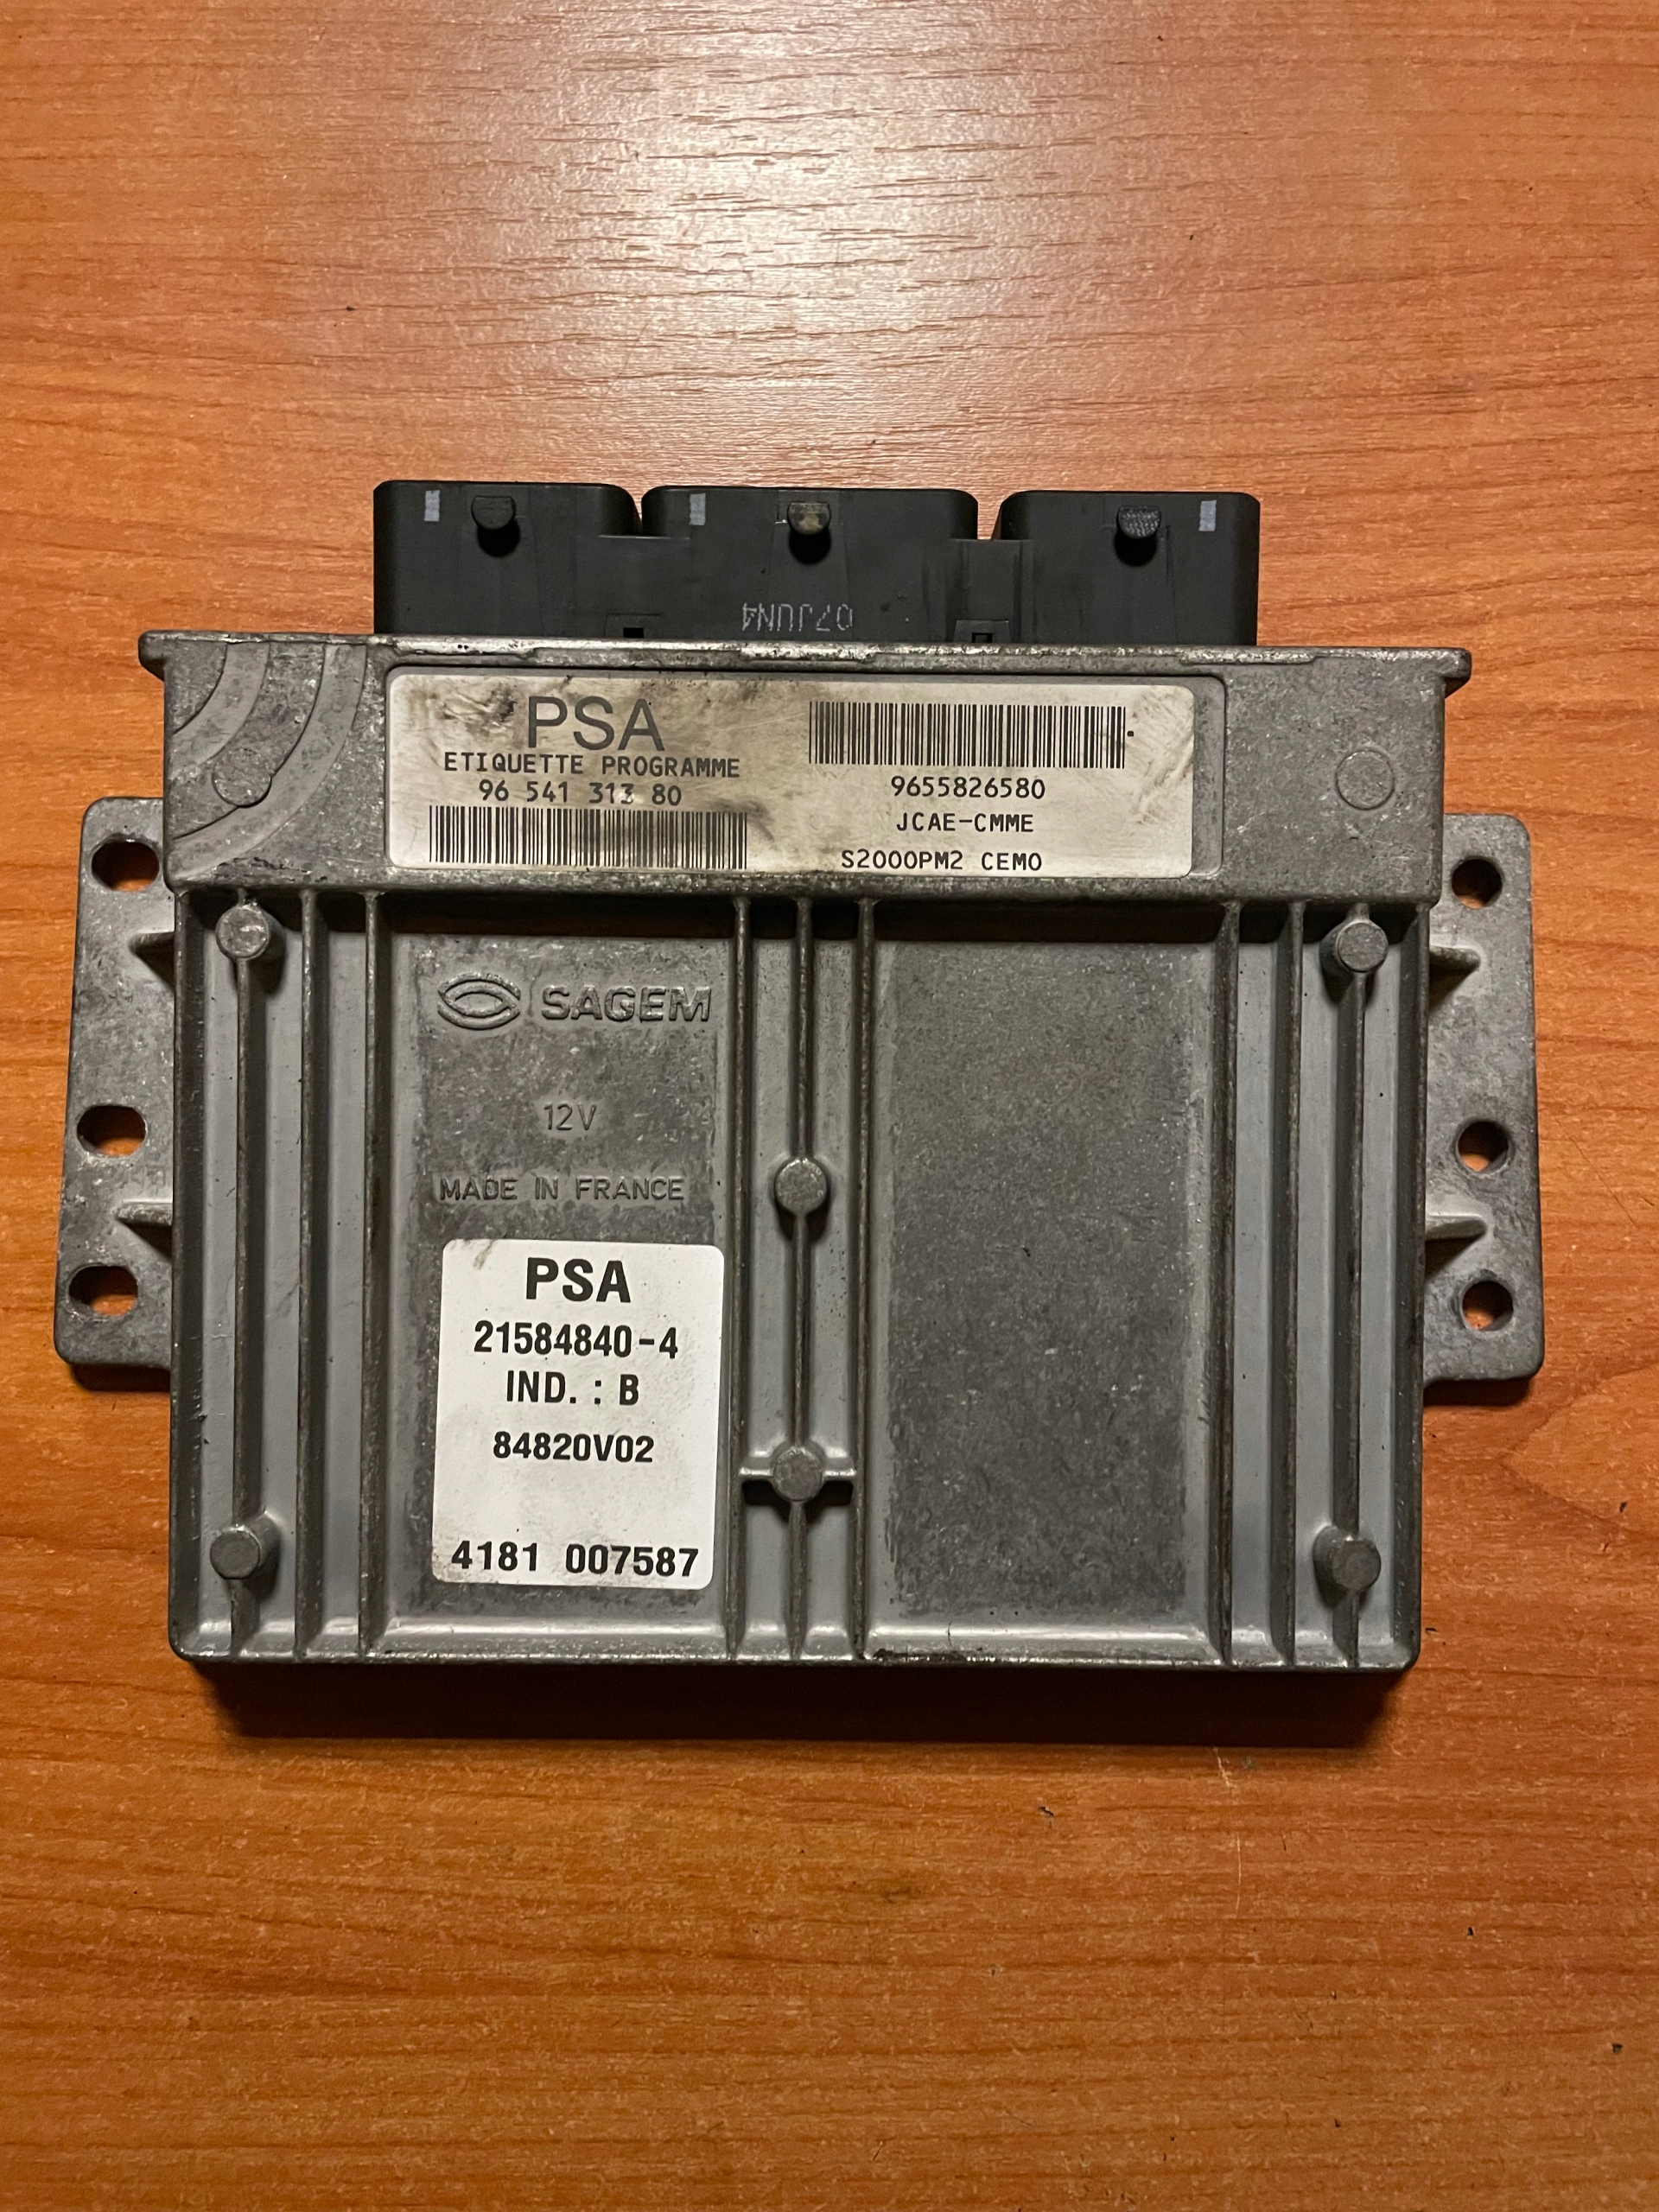 07JUN4
PSA
ETIQUETTE PROGRAMME
96 541 313 80
9655826580
JCAE-CMME
S2000PM2 CEMO
SAGEM
12V
MADE IN FRANCE
PSA
21584840-4
IND. : B
84820V02
4181 007587